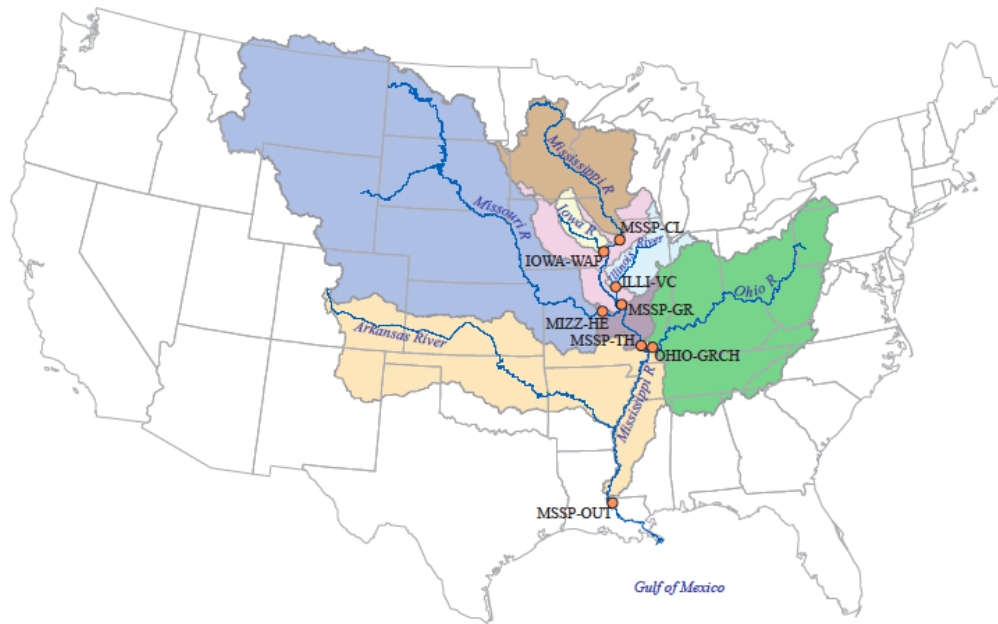 Mississippi R
Missouri R
Iowa R
MSSP-CL
IOWA-WAP
Illinois River
ILLI-VC
Ohio R
MSSP-GR
MIZZ-HE
Arkansas River
MSSP-TH
OHIO-GRCH
Mississippi R
MSSP-OUT
Gulf of Mexico